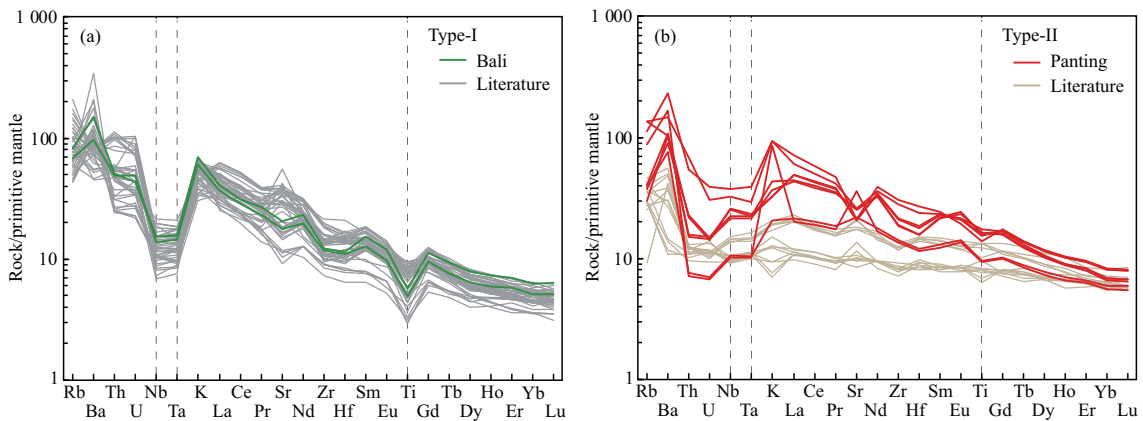 Rock/primitive mantle
1 000
100
10
1
(a)
Type-I
Bali
Literature
Rb Th Nb K Ce Sr Zr Sm Ti Tb Ho Yb
Ba U Ta La Pr Nd Hf Eu Gd Dy Er Lu
Rock/primitive mantle
1 000
100
10
1
(b)
Type-II
Panting
Literature
Rb Th Nb K Ce Sr Zr Sm Ti Tb Ho Yb
Ba U Ta La Pr Nd Hf Eu Gd Dy Er Lu